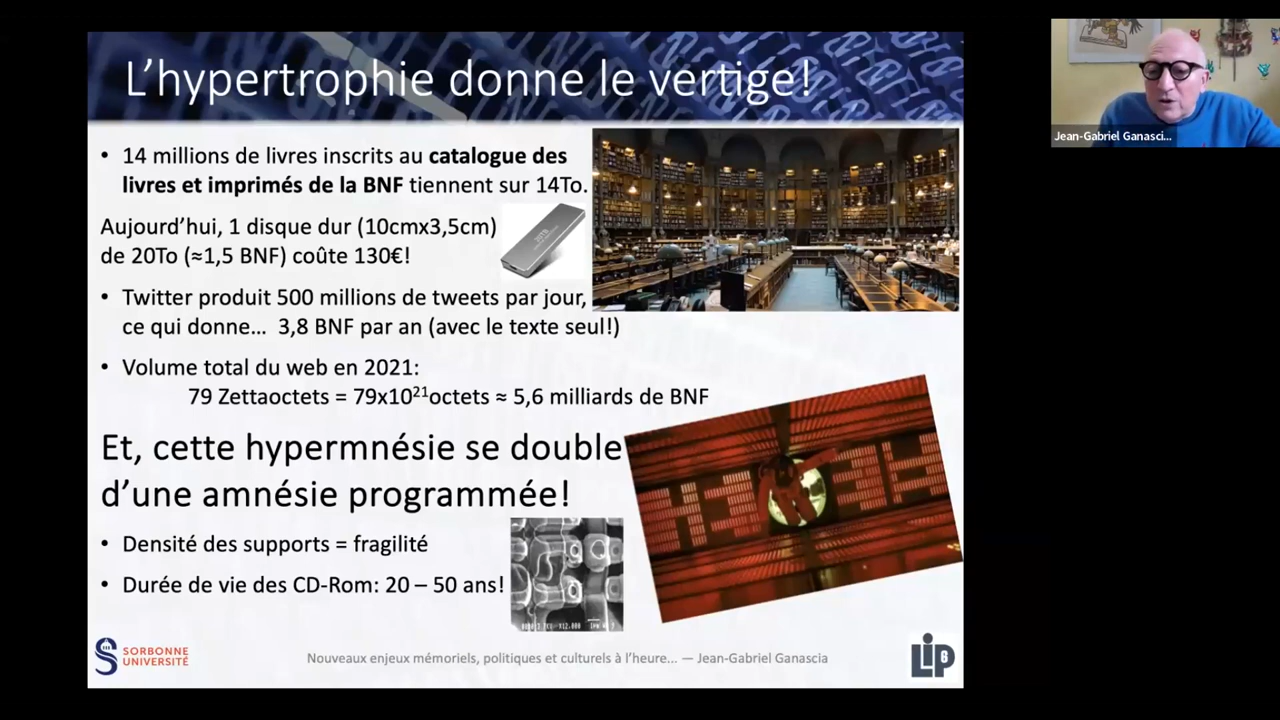 L'hypertrophie donne le vertige!
• 14 millions de livres inscrits au catalogue des
livres et imprimés de la BNF tiennent sur 14To.
Aujourd'hui, 1 disque dur (10cmx3,5cm)
de 20To (≈1,5 BNF) coûte 130€!
• Twitter produit 500 millions de tweets par jour,
ce qui donne… 3,8 BNF par an (avec le texte seul!)
• Volume total du web en 2021:
79 Zettaoctets = 79x10²¹octets ≈ 5,6 milliards de BNF
Et, cette hypermnésie se double
d'une amnésie programmée!
• Densité des supports = fragilité
• Durée de vie des CD-Rom: 20 – 50 ans!
SORBONNE
UNIVERSITÉ
Nouveaux enjeux mémoriels, politiques et culturels à l'heure... — Jean-Gabriel Ganascia
LIP6
Jean-Gabriel Ganasci...